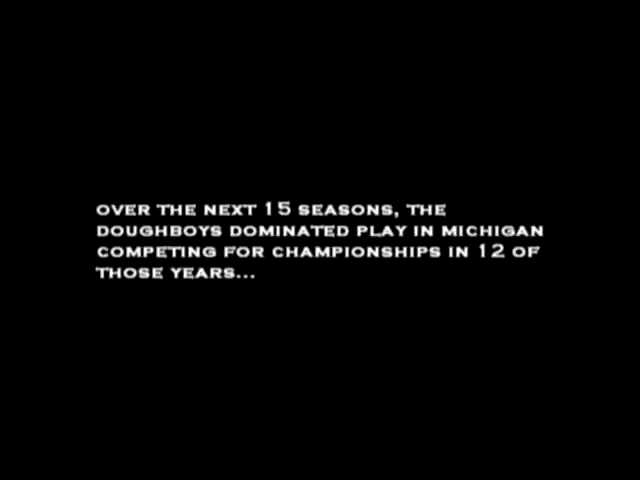 OVER THE NEXT 15 SEASONS, THE
DOUGHBOYS DOMINATED PLAY IN MICHIGAN
COMPETING FOR CHAMPIONSHIPS IN 12 OF
THOSE YEARS...